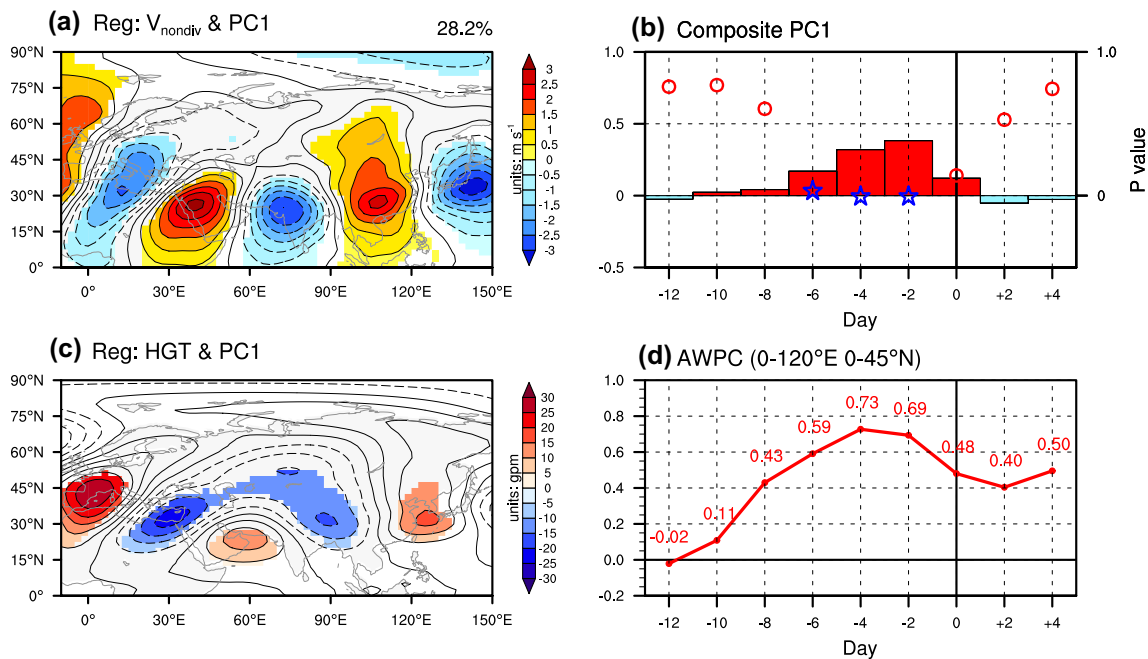 (a) Reg: Vnondiv & PC1 28.2%
90°N
75°N
60°N
45°N
30°N
15°N
0°
0° 30°E 60°E 90°E 120°E 150°E
3
2.5
2
1.5
1
0.5
0
-0.5
-1
-1.5
-2
-2.5
-3
units: m s⁻¹
(b) Composite PC1
1.0
0.5
0
-0.5
1.0
0
P value
-12 -10 -8 -6 -4 -2 0 +2 +4
Day
(c) Reg: HGT & PC1
90°N
75°N
60°N
45°N
30°N
15°N
0°
0° 30°E 60°E 90°E 120°E 150°E
30
25
20
15
10
5
0
-5
-10
-15
-20
-25
-30
units: gpm
(d) AWPC (0-120°E 0-45°N)
1.0
0.8
0.6
0.4
0.2
0.0
-0.2
-0.02 0.11 0.43 0.59 0.73 0.69 0.48 0.40 0.50
-12 -10 -8 -6 -4 -2 0 +2 +4
Day